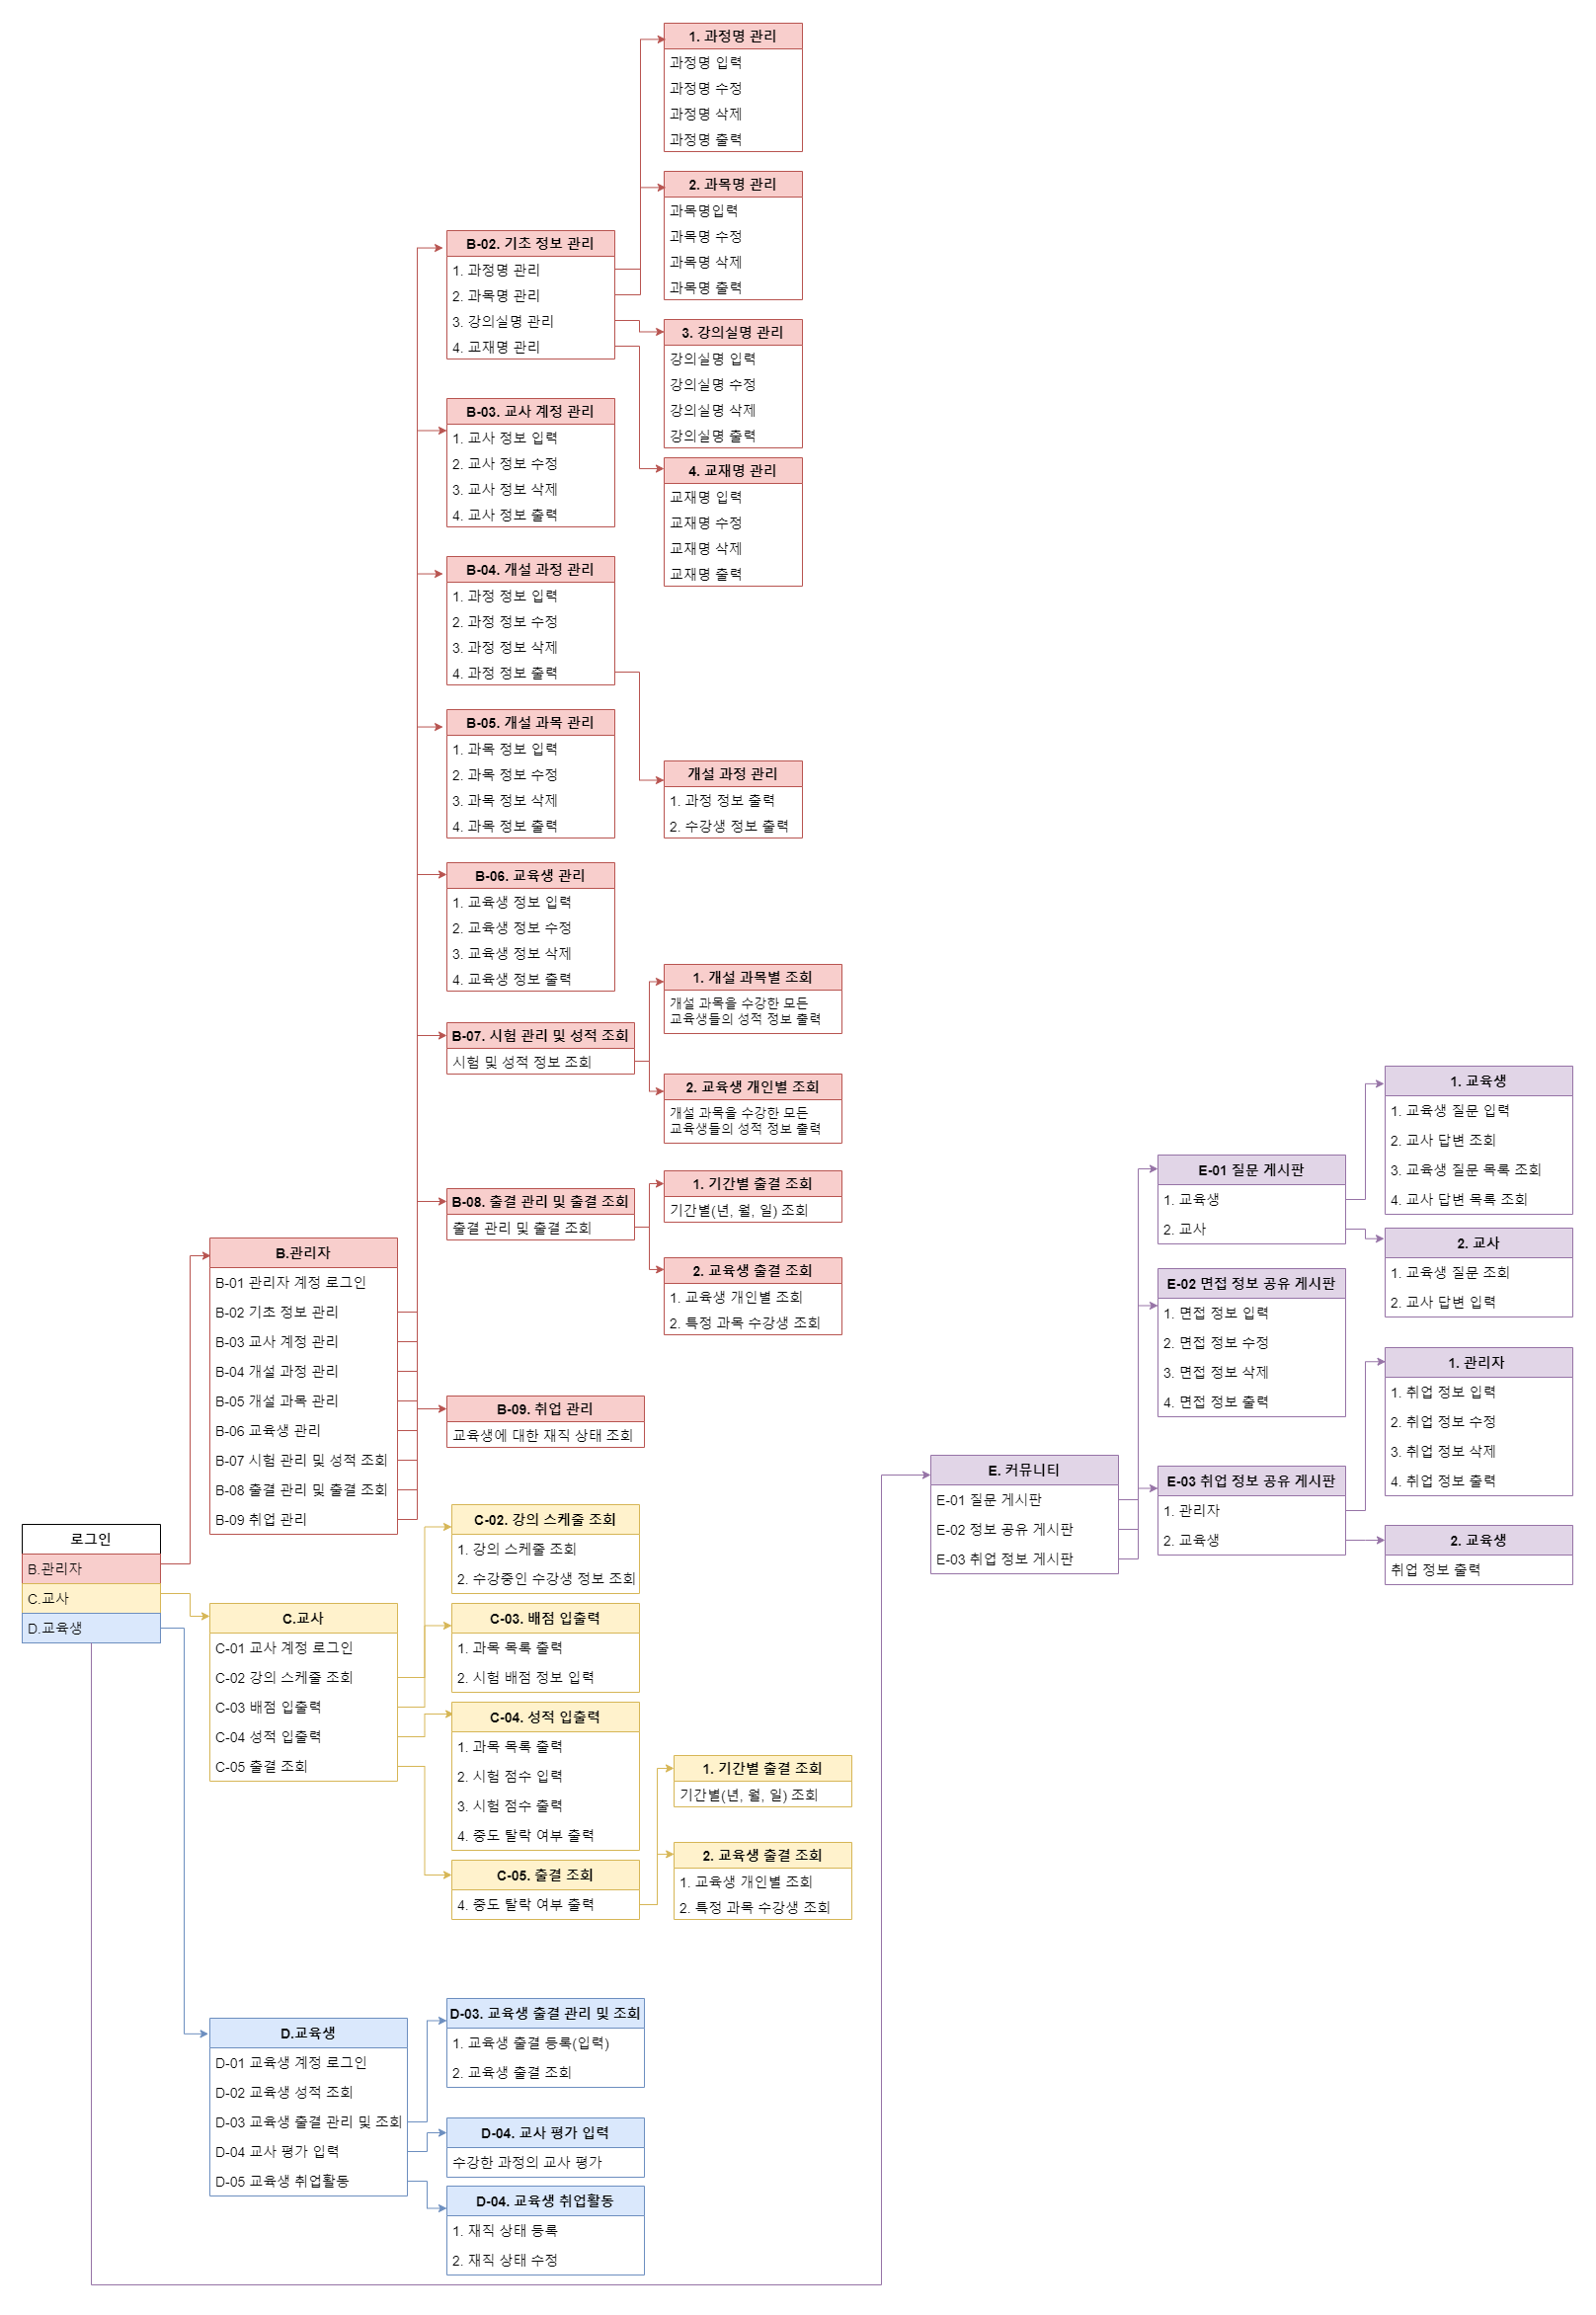 로그인
B.관리자
C.교사
D.교육생
B.관리자
B-01 관리자 계정 로그인
B-02 기초 정보 관리
B-03 교사 계정 관리
B-04 개설 과정 관리
B-05 개설 과목 관리
B-06 교육생 관리
B-07 시험 관리 및 성적 조회
B-08 출결 관리 및 출결 조회
B-09 취업 관리
B-02. 기초 정보 관리
1. 과정명 관리
2. 과목명 관리
3. 강의실명 관리
4. 교재명 관리
1. 과정명 관리
과정명 입력
과정명 수정
과정명 삭제
과정명 출력
2. 과목명 관리
과목명입력
과목명 수정
과목명 삭제
과목명 출력
3. 강의실명 관리
강의실명 입력
강의실명 수정
강의실명 삭제
강의실명 출력
4. 교재명 관리
교재명 입력
교재명 수정
교재명 삭제
교재명 출력
B-03. 교사 계정 관리
1. 교사 정보 입력
2. 교사 정보 수정
3. 교사 정보 삭제
4. 교사 정보 출력
B-04. 개설 과정 관리
1. 과정 정보 입력
2. 과정 정보 수정
3. 과정 정보 삭제
4. 과정 정보 출력
개설 과정 관리
1. 과정 정보 출력
2. 수강생 정보 출력
B-05. 개설 과목 관리
1. 과목 정보 입력
2. 과목 정보 수정
3. 과목 정보 삭제
4. 과목 정보 출력
B-06. 교육생 관리
1. 교육생 정보 입력
2. 교육생 정보 수정
3. 교육생 정보 삭제
4. 교육생 정보 출력
B-07. 시험 관리 및 성적 조회
시험 및 성적 정보 조회
1. 개설 과목별 조회
개설 과목을 수강한 모든
교육생들의 성적 정보 출력
2. 교육생 개인별 조회
개설 과목을 수강한 모든
교육생들의 성적 정보 출력
B-08. 출결 관리 및 출결 조회
출결 관리 및 출결 조회
1. 기간별 출결 조회
기간별(년, 월, 일) 조회
2. 교육생 출결 조회
1. 교육생 개인별 조회
2. 특정 과목 수강생 조회
B-09. 취업 관리
교육생에 대한 재직 상태 조회
C.교사
C-01 교사 계정 로그인
C-02 강의 스케줄 조회
C-03 배점 입출력
C-04 성적 입출력
C-05 출결 조회
C-02. 강의 스케줄 조회
1. 강의 스케줄 조회
2. 수강중인 수강생 정보 조회
C-03. 배점 입출력
1. 과목 목록 출력
2. 시험 배점 정보 입력
C-04. 성적 입출력
1. 과목 목록 출력
2. 시험 점수 입력
3. 시험 점수 출력
4. 중도 탈락 여부 출력
C-05. 출결 조회
4. 중도 탈락 여부 출력
1. 기간별 출결 조회
기간별(년, 월, 일) 조회
2. 교육생 출결 조회
1. 교육생 개인별 조회
2. 특정 과목 수강생 조회
D.교육생
D-01 교육생 계정 로그인
D-02 교육생 성적 조회
D-03 교육생 출결 관리 및 조회
D-04 교사 평가 입력
D-05 교육생 취업활동
D-03. 교육생 출결 관리 및 조회
1. 교육생 출결 등록(입력)
2. 교육생 출결 조회
D-04. 교사 평가 입력
수강한 과정의 교사 평가
D-04. 교육생 취업활동
1. 재직 상태 등록
2. 재직 상태 수정
E. 커뮤니티
E-01 질문 게시판
E-02 정보 공유 게시판
E-03 취업 정보 게시판
E-01 질문 게시판
1. 교육생
2. 교사
1. 교육생
1. 교육생 질문 입력
2. 교사 답변 조회
3. 교육생 질문 목록 조회
4. 교사 답변 목록 조회
2. 교사
1. 교육생 질문 조회
2. 교사 답변 입력
E-02 면접 정보 공유 게시판
1. 면접 정보 입력
2. 면접 정보 수정
3. 면접 정보 삭제
4. 면접 정보 출력
E-03 취업 정보 공유 게시판
1. 관리자
2. 교육생
1. 관리자
1. 취업 정보 입력
2. 취업 정보 수정
3. 취업 정보 삭제
4. 취업 정보 출력
2. 교육생
취업 정보 출력